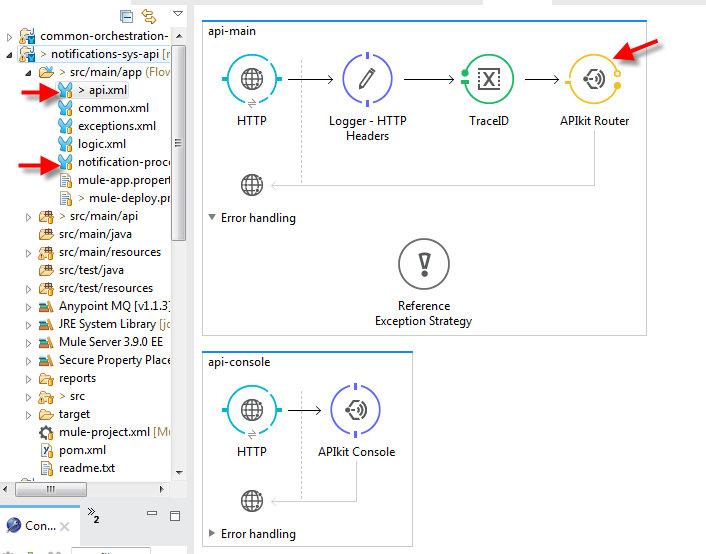 common-orchestration-
> notifications-sys-api [n
> src/main/app (Flow
> api.xml
common.xml
exceptions.xml
logic.xml
notification-proce
mule-app.propert
> mule-deploy.pr
> src/main/api
src/main/java
src/main/resources
src/test/java
src/test/resources
Anypoint MQ [v1.1.3]
JRE System Library [jd
Mule Server 3.9.0 EE
Secure Property Place
reports
> src
target
mule-project.xml [Mu
pom.xml
readme.txt
Con...
»2
api-main
HTTP
Logger - HTTP
Headers
TraceID
APIkit Router
Error handling
Reference
Exception Strategy
api-console
HTTP
APIkit Console
Error handling